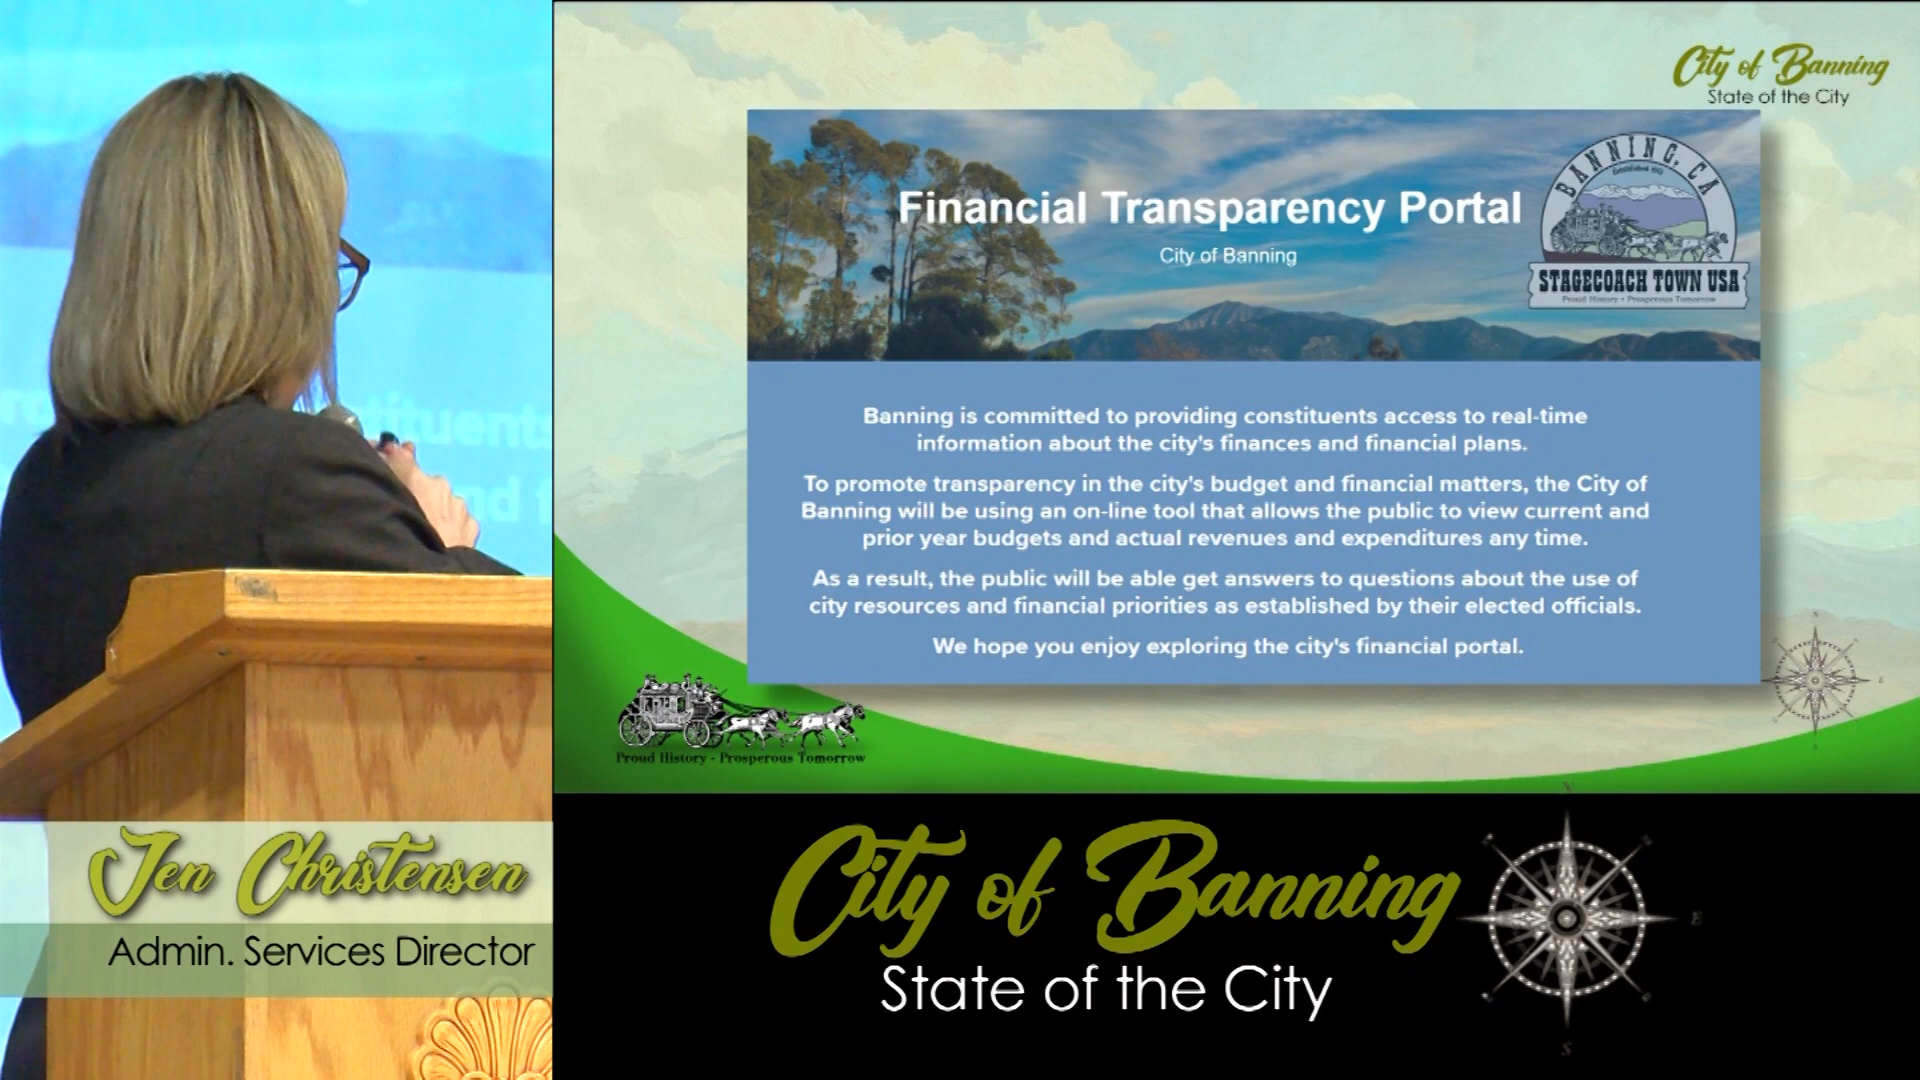 City of Banning
State of the City
Financial Transparency Portal
City of Banning
BANNING, CA
Established 1913
STAGECOACH TOWN USA
Proud History • Prosperous Tomorrow
Banning is committed to providing constituents access to real-time
information about the city's finances and financial plans.
To promote transparency in the city's budget and financial matters, the City of
Banning will be using an on-line tool that allows the public to view current and
prior year budgets and actual revenues and expenditures any time.
As a result, the public will be able get answers to questions about the use of
city resources and financial priorities as established by their elected officials.
We hope you enjoy exploring the city's financial portal.
Proud History - Prosperous Tomorrow
Jen Christensen
Admin. Services Director
City of Banning
State of the City
E
S